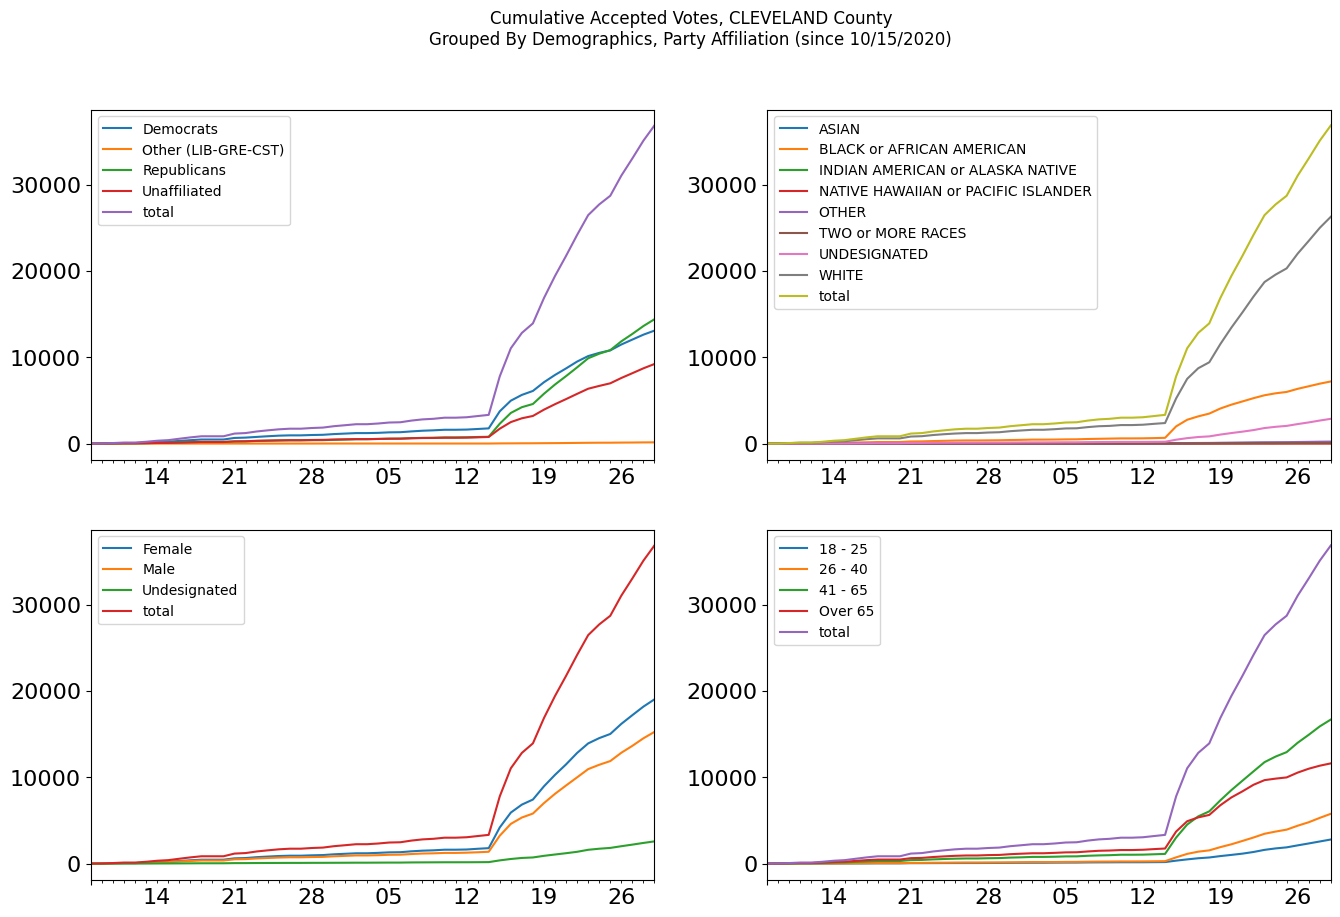 Cumulative Accepted Votes, CLEVELAND County
Grouped By Demographics, Party Affiliation (since 10/15/2020)
Democrats
Other (LIB-GRE-CST)
Republicans
Unaffiliated
total
30000
20000
10000
0
14 21 28 05 12 19 26
ASIAN
BLACK or AFRICAN AMERICAN
INDIAN AMERICAN or ALASKA NATIVE
NATIVE HAWAIIAN or PACIFIC ISLANDER
OTHER
TWO or MORE RACES
UNDESIGNATED
WHITE
total
30000
20000
10000
0
14 21 28 05 12 19 26
Female
Male
Undesignated
total
30000
20000
10000
0
14 21 28 05 12 19 26
18 - 25
26 - 40
41 - 65
Over 65
total
30000
20000
10000
0
14 21 28 05 12 19 26